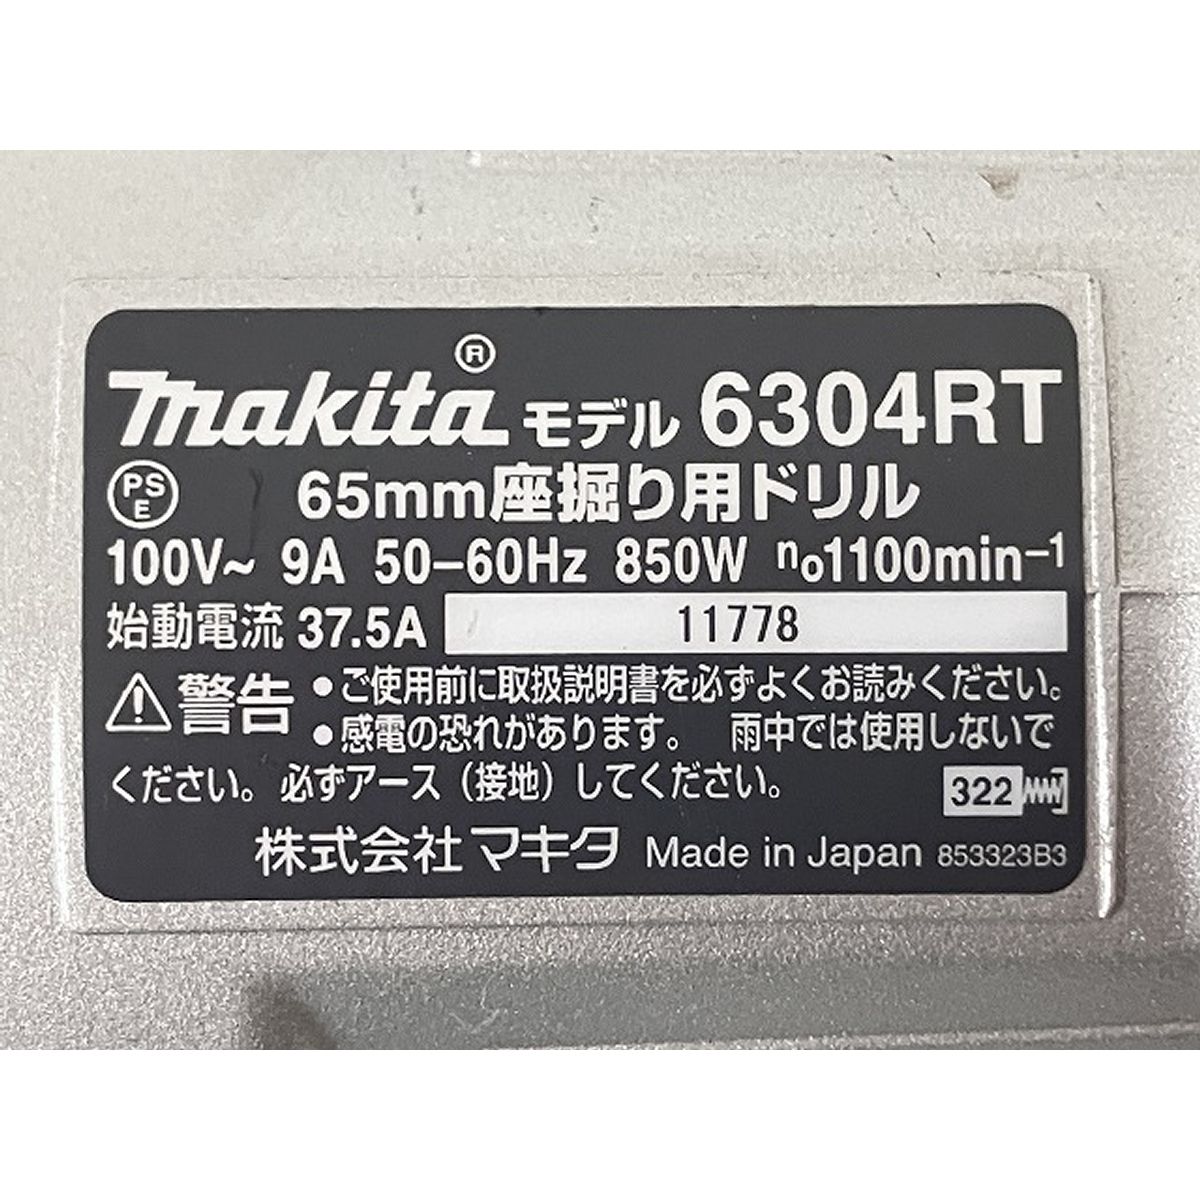 makita® モデル 6304RT
PSE 65mm座掘り用ドリル
100V~ 9A 50-60Hz 850W n₀1100min⁻¹
始動電流 37.5A 11778
警告 •ご使用前に取扱説明書を必ずよくお読みください。
•感電の恐れがあります。 雨中では使用しないで
ください。必ずアース（接地）してください。
322
株式会社マキタ Made in Japan 853323B3